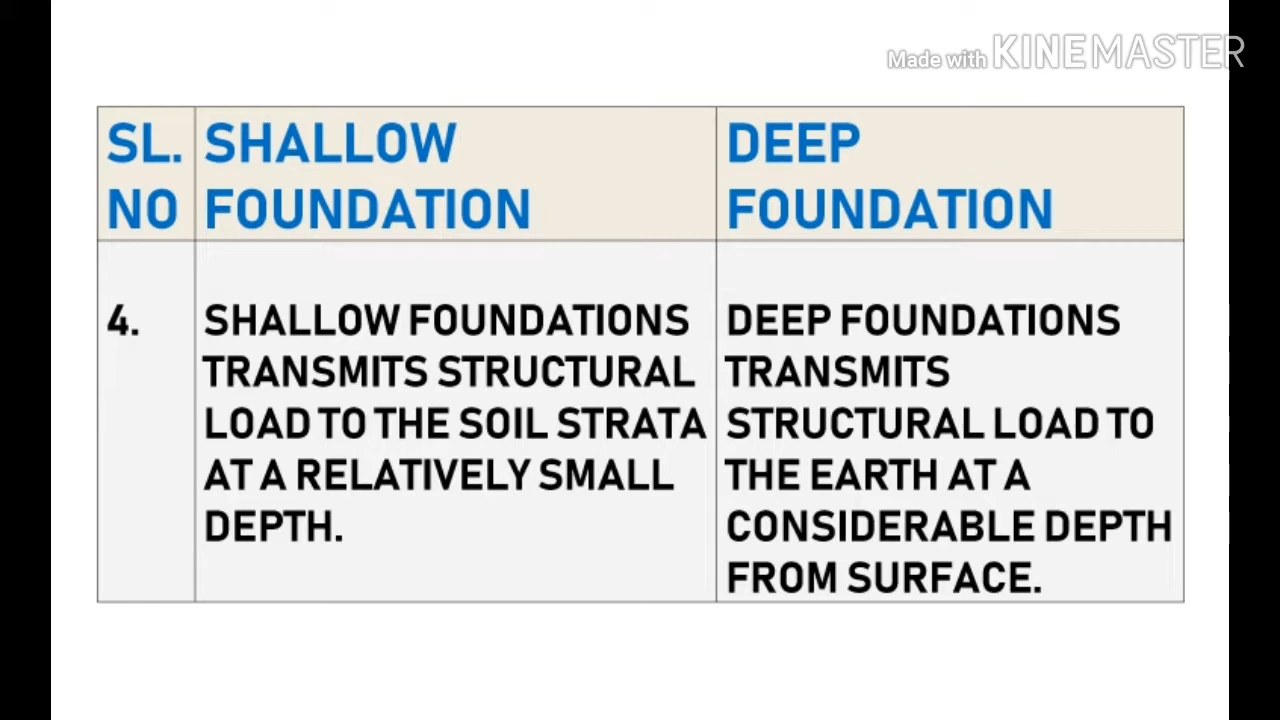 Made with KINEMASTER
SL. NO
SHALLOW FOUNDATION
DEEP FOUNDATION
4.
SHALLOW FOUNDATIONS
TRANSMITS STRUCTURAL
LOAD TO THE SOIL STRATA
AT A RELATIVELY SMALL
DEPTH.
DEEP FOUNDATIONS
TRANSMITS
STRUCTURAL LOAD TO
THE EARTH AT A
CONSIDERABLE DEPTH
FROM SURFACE.